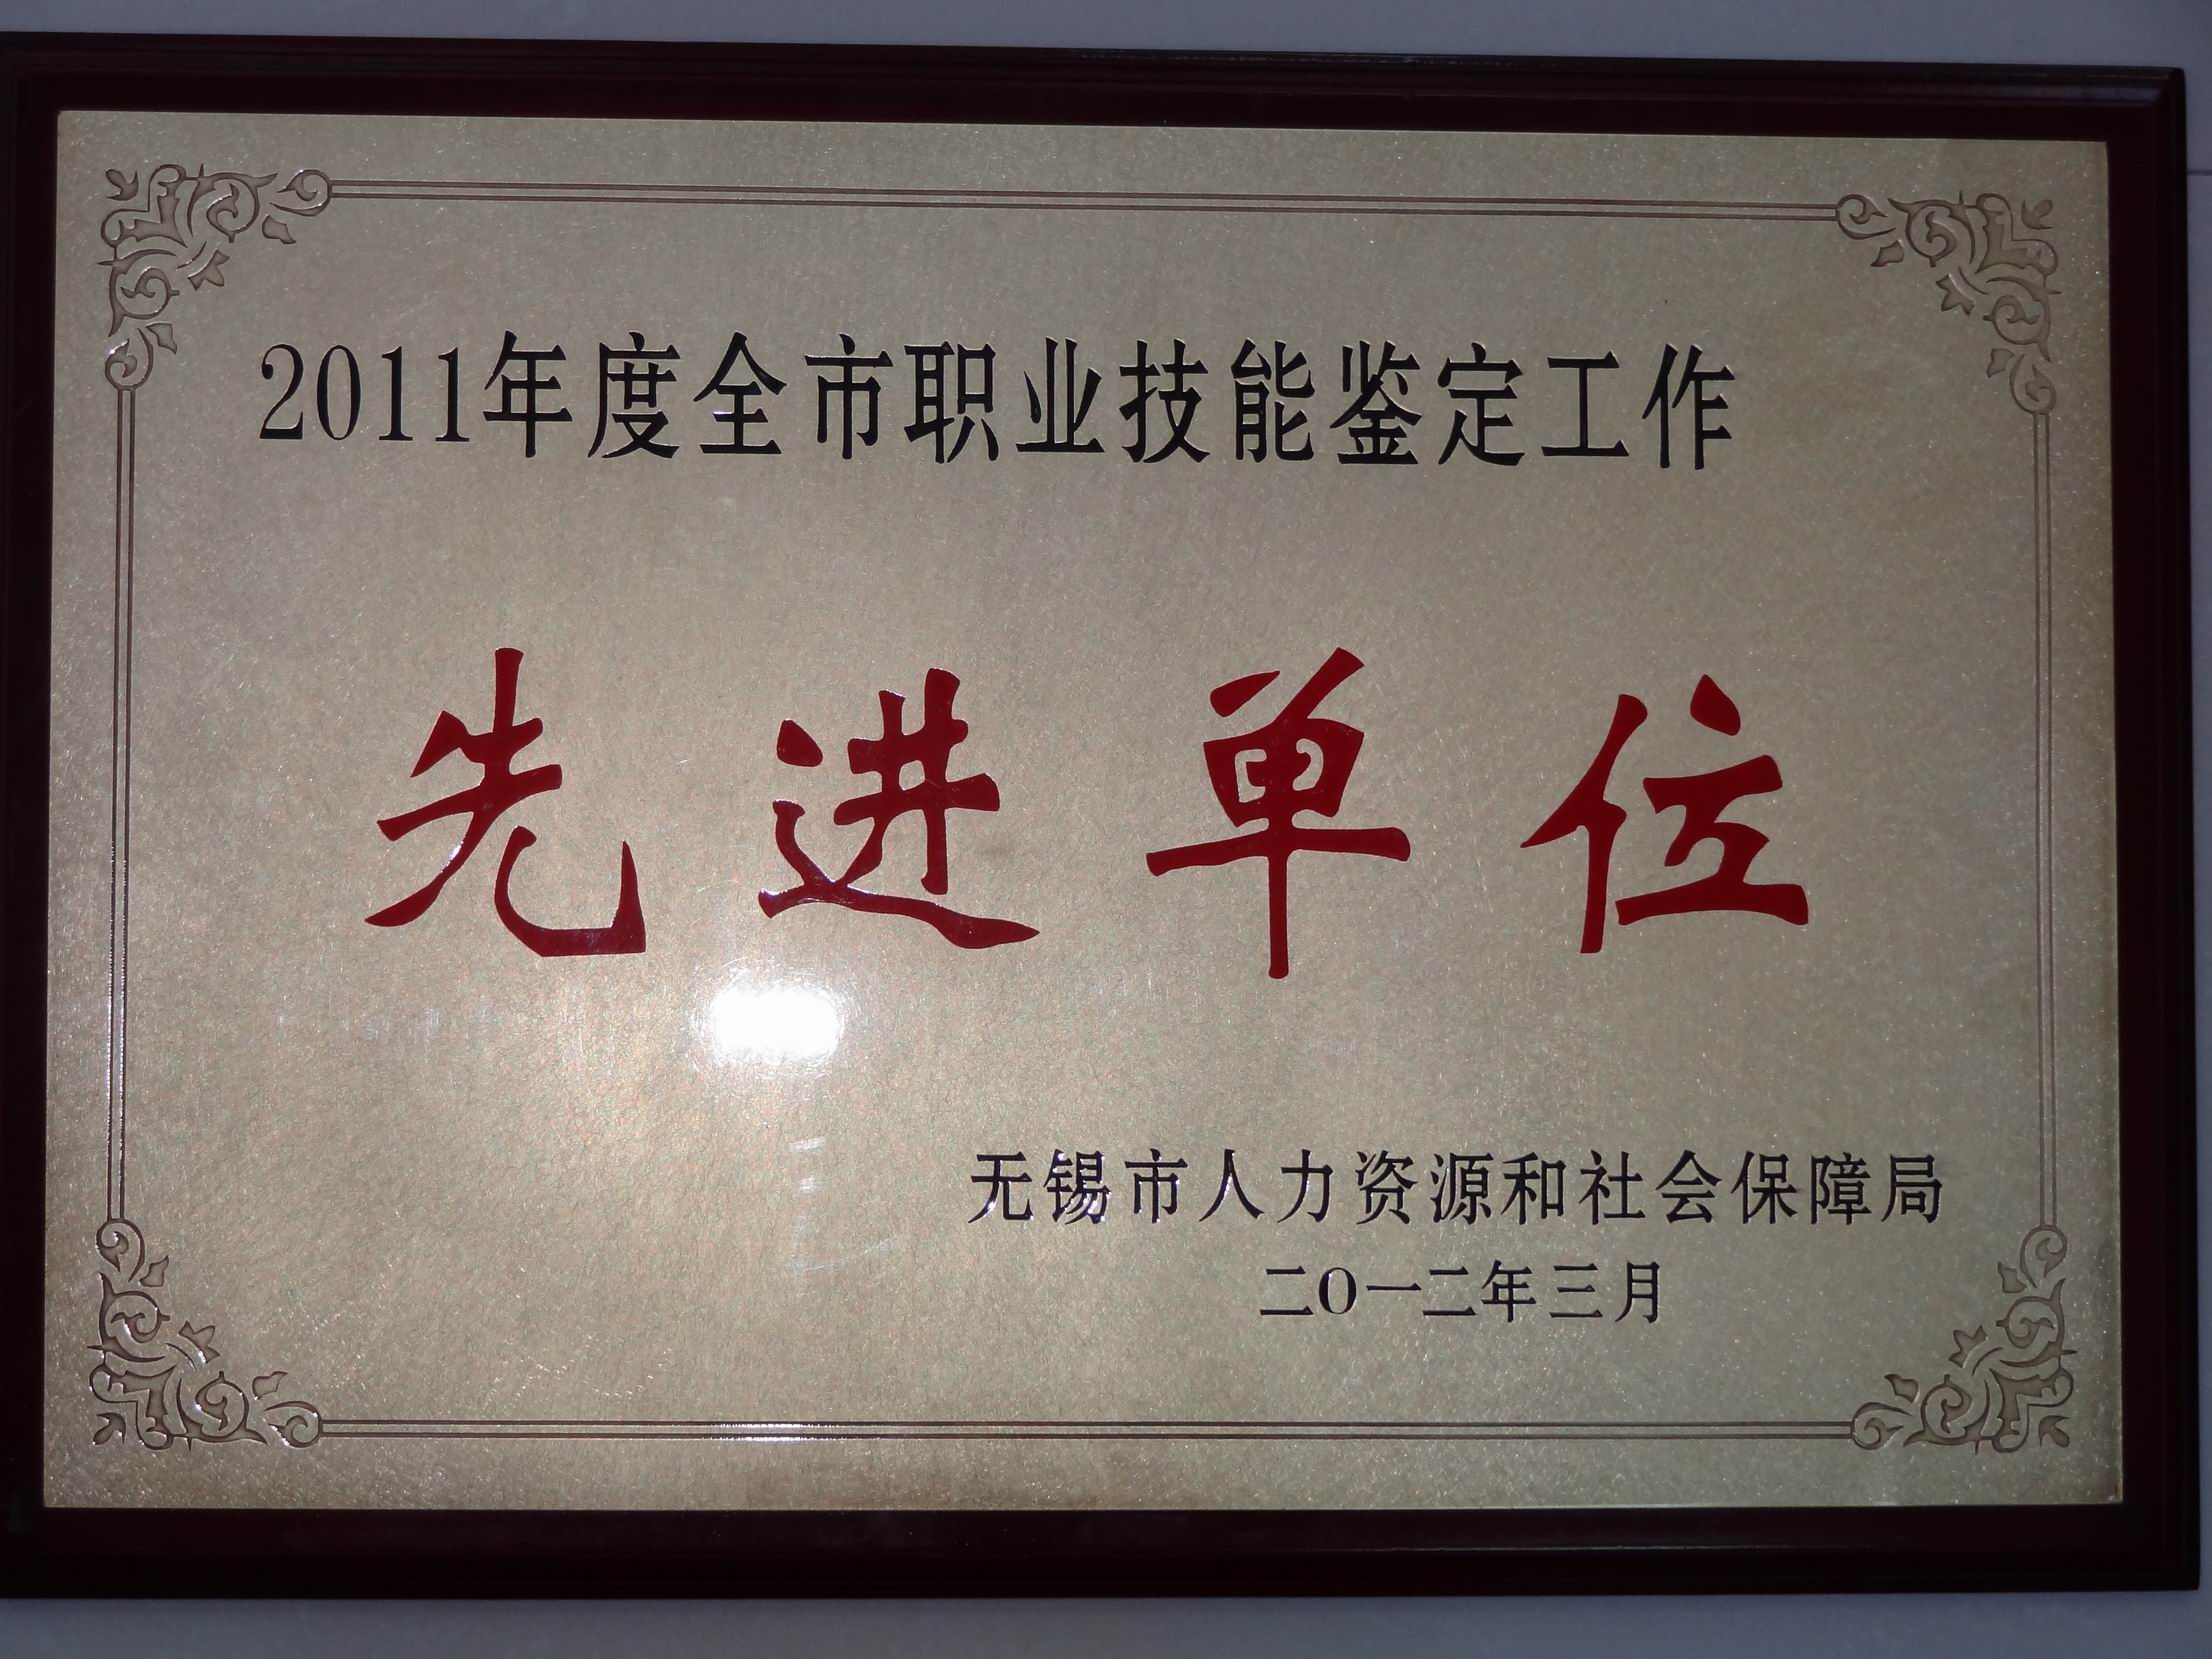 2011年度全市职业技能鉴定工作
先进单位
无锡市人力资源和社会保障局
二O一二年三月